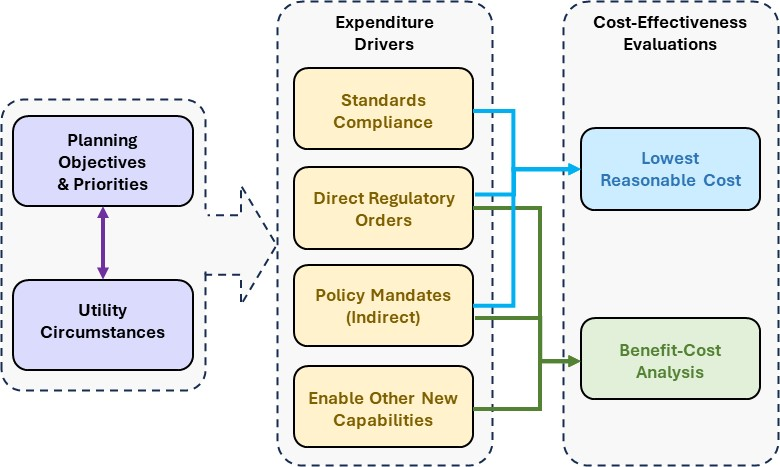 Planning
Objectives
& Priorities
Utility
Circumstances
Expenditure
Drivers
Standards
Compliance
Direct Regulatory
Orders
Policy Mandates
(Indirect)
Enable Other New
Capabilities
Cost-Effectiveness
Evaluations
Lowest
Reasonable Cost
Benefit-Cost
Analysis